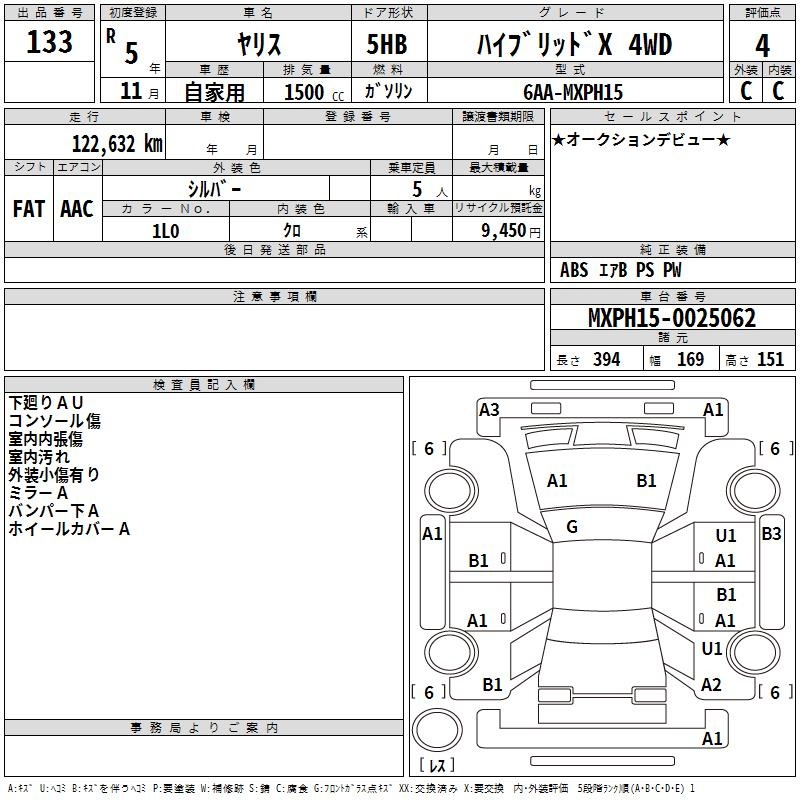 出品番号 初度登録 車名 ドア形状 グレード 評価点
133 R 5 年 ヤリス 5HB ハイブリッドX 4WD 4
車歴 排気量 燃料 型式 外装 内装
11 月 自家用 1500 CC ガソリン 6AA-MXPH15 C C
走行 車検 登録番号 譲渡書類期限 セールスポイント
122,632 km 年 月 月 日 ★オークションデビュー★
シフト エアコン 外装色 乗車定員 最大積載量
FAT AAC シルバー 5 人 kg
カラーNo. 内装色 輸入車 リサイクル預託金
1L0 クロ 系 9,450 円
後日発送部品 純正装備
ABS エアB PS PW
注意事項欄 車台番号
MXPH15-0025062
諸元
長さ 394 幅 169 高さ 151
検査員記入欄
下廻りAU
コンソール傷
室内内張傷
室内汚れ
外装小傷有り
ミラーA
バンパー下A
ホイールカバーA
A3 A1
[ 6 ] [ 6 ]
A1 B1
G
A1 U1 B3
B1 A1
B1
A1 A1
U1
B1 A2
[ 6 ] [ 6 ]
A1
[ レス ]
事務局よりご案内
A:キズ U:ヘコミ B:キズを伴うヘコミ P:要塗装 W:補修跡 S:錆 C:腐食 G:フロントガラス点キズ XX:交換済み X:要交換 内・外装評価 5段階ランク順(A・B・C・D・E) 1